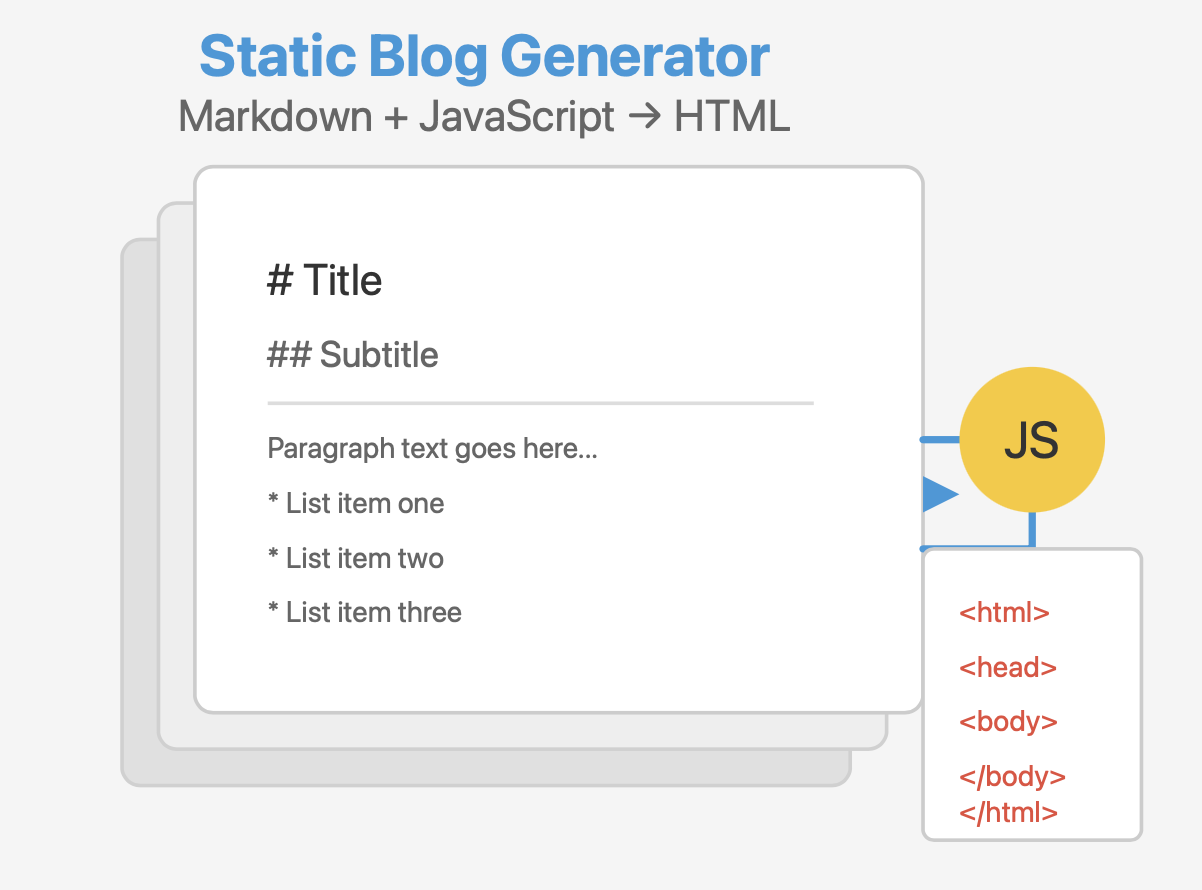 Static Blog Generator
Markdown + JavaScript → HTML
# Title
## Subtitle
Paragraph text goes here...
* List item one
* List item two
* List item three
JS
<html>
<head>
<body>
</body>
</html>